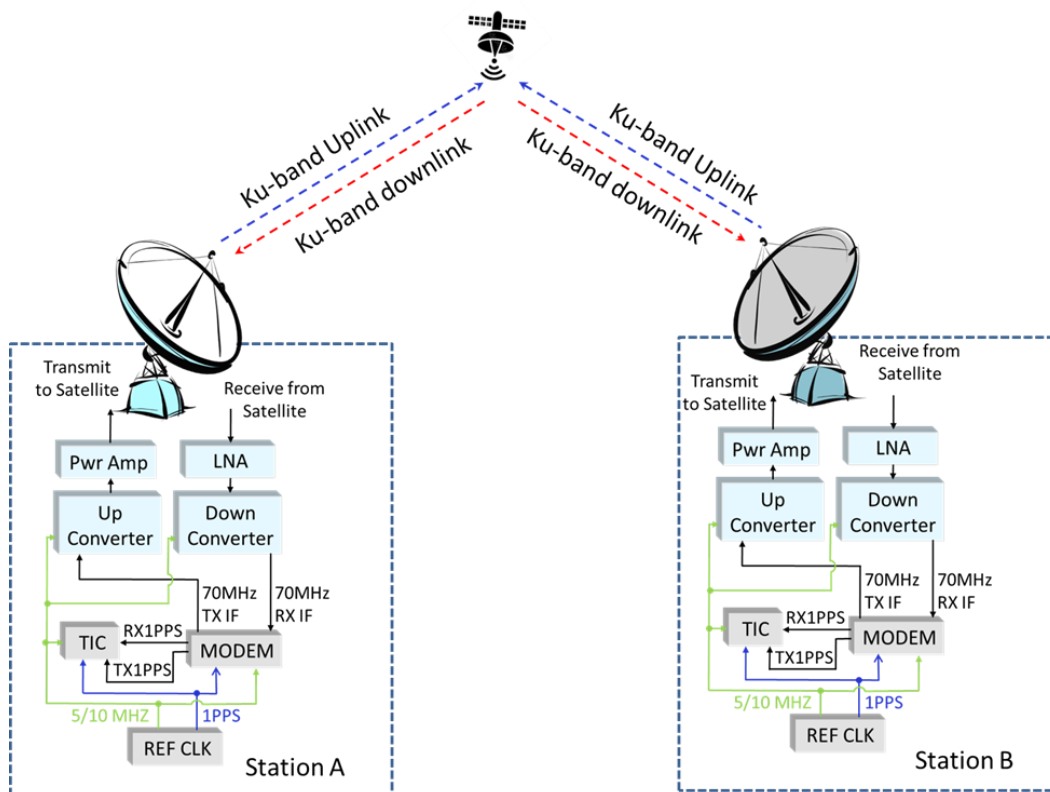 Ku-band Uplink
Ku-band downlink
Ku-band Uplink
Ku-band downlink
Transmit
to Satellite
Receive from
Satellite
Pwr Amp
LNA
Up
Converter
Down
Converter
70MHz
TX IF
70MHz
RX IF
RX1PPS
TIC
MODEM
TX1PPS
5/10 MHZ
1PPS
REF CLK
Station A
Transmit
to Satellite
Receive from
Satellite
Pwr Amp
LNA
Up
Converter
Down
Converter
70MHz
TX IF
70MHz
RX IF
RX1PPS
TIC
MODEM
TX1PPS
5/10 MHZ
1PPS
REF CLK
Station B